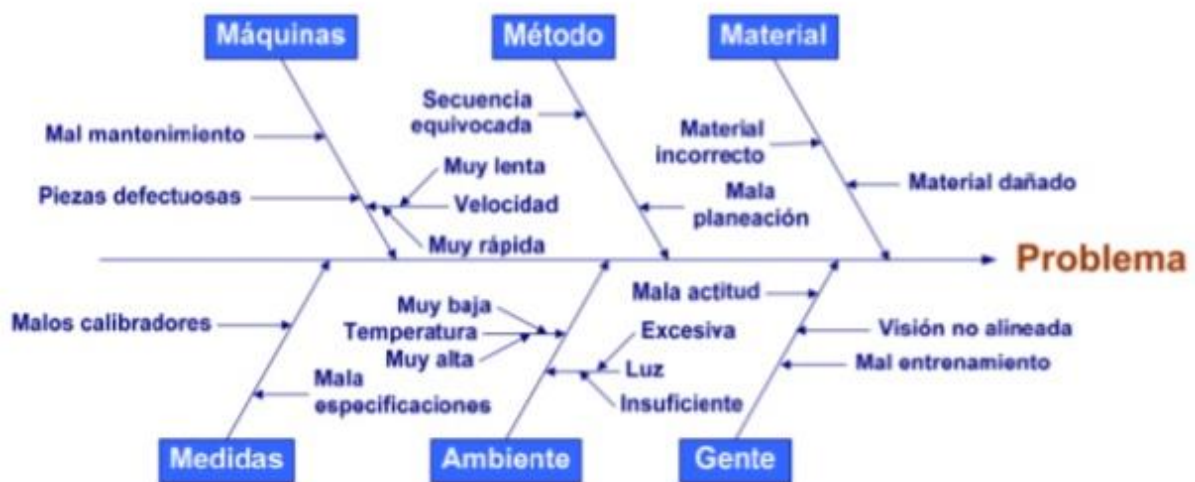 Máquinas
Método
Material
Secuencia
equivocada
Mal mantenimiento
Material
incorrecto
Muy lenta
Piezas defectuosas
Velocidad
Mala
planeación
Material dañado
Muy rápida
Problema
Mala actitud
Muy baja
Malos calibradores
Temperatura
Excesiva
Visión no alineada
Muy alta
Luz
Mal entrenamiento
Mala
especificaciones
Insuficiente
Medidas
Ambiente
Gente